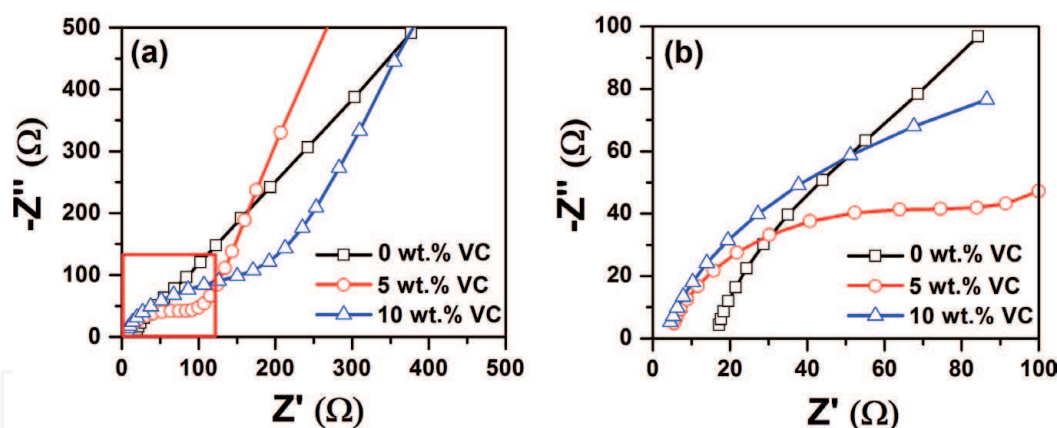 (a)
500
400
300
200
100
0
-Z" (Ω)
0 wt.% VC
5 wt.% VC
10 wt.% VC
0 100 200 300 400 500
Z' (Ω)
(b)
100
80
60
40
20
0
-Z" (Ω)
0 wt.% VC
5 wt.% VC
10 wt.% VC
0 20 40 60 80 100
Z' (Ω)